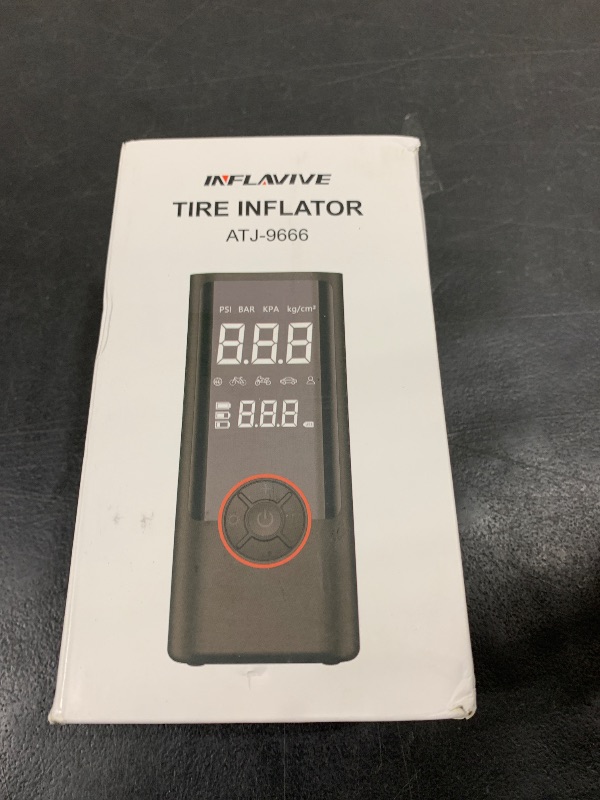 INFLAVIVE
TIRE INFLATOR
ATJ-9666
PSI BAR KPA kg/cm²
8.8.8
8.8.8